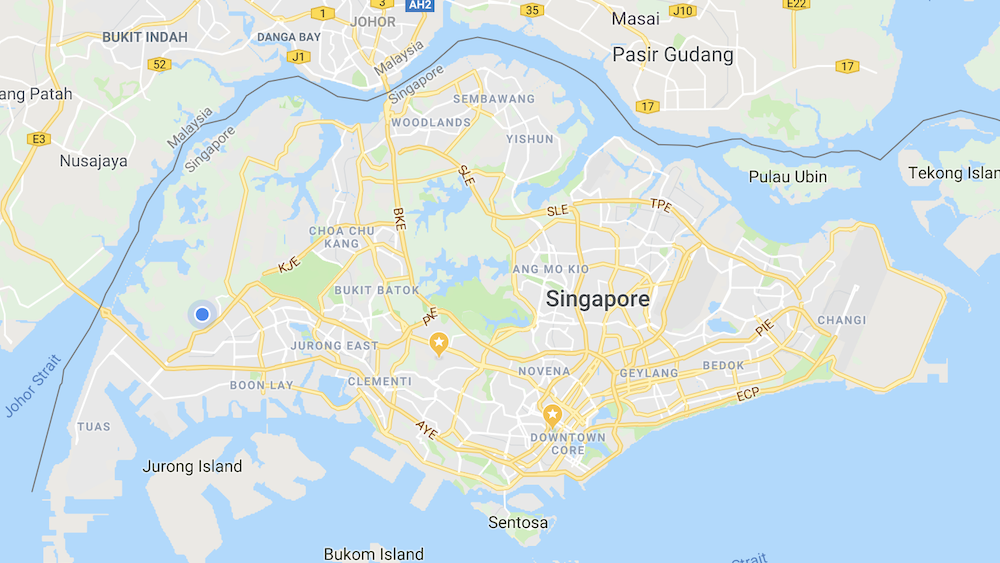 3
AH2
E22
1
35
J10
Masai
JOHOR
BUKIT INDAH
DANGA BAY
J1
Malaysia
Pasir Gudang
52
17
Singapore
ang Patah
SEMBAWANG
17
Malaysia
WOODLANDS
E3
Singapore
YISHUN
Nusajaya
SLE
Pulau Ubin
Tekong Islan
SLE
TPE
BKE
CHOA CHU
KANG
KJE
ANG MO KIO
BUKIT BATOK
Singapore
PIE
CHANGI
PIE
JURONG EAST
NOVENA
GEYLANG
BEDOK
Johor Strait
BOON LAY
CLEMENTI
ECP
TUAS
AYE
DOWNTOWN
CORE
Jurong Island
Sentosa
Bukom Island
Strait